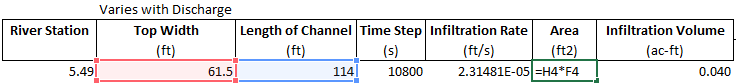 Varies with Discharge
River Station Top Width Length of Channel Time Step Infiltration Rate Area Infiltration Volume
(ft) (ft) (s) (ft/s) (ft2) (ac-ft)
5.49 61.5 114 10800 2.31481E-05 =H4*F4 0.040